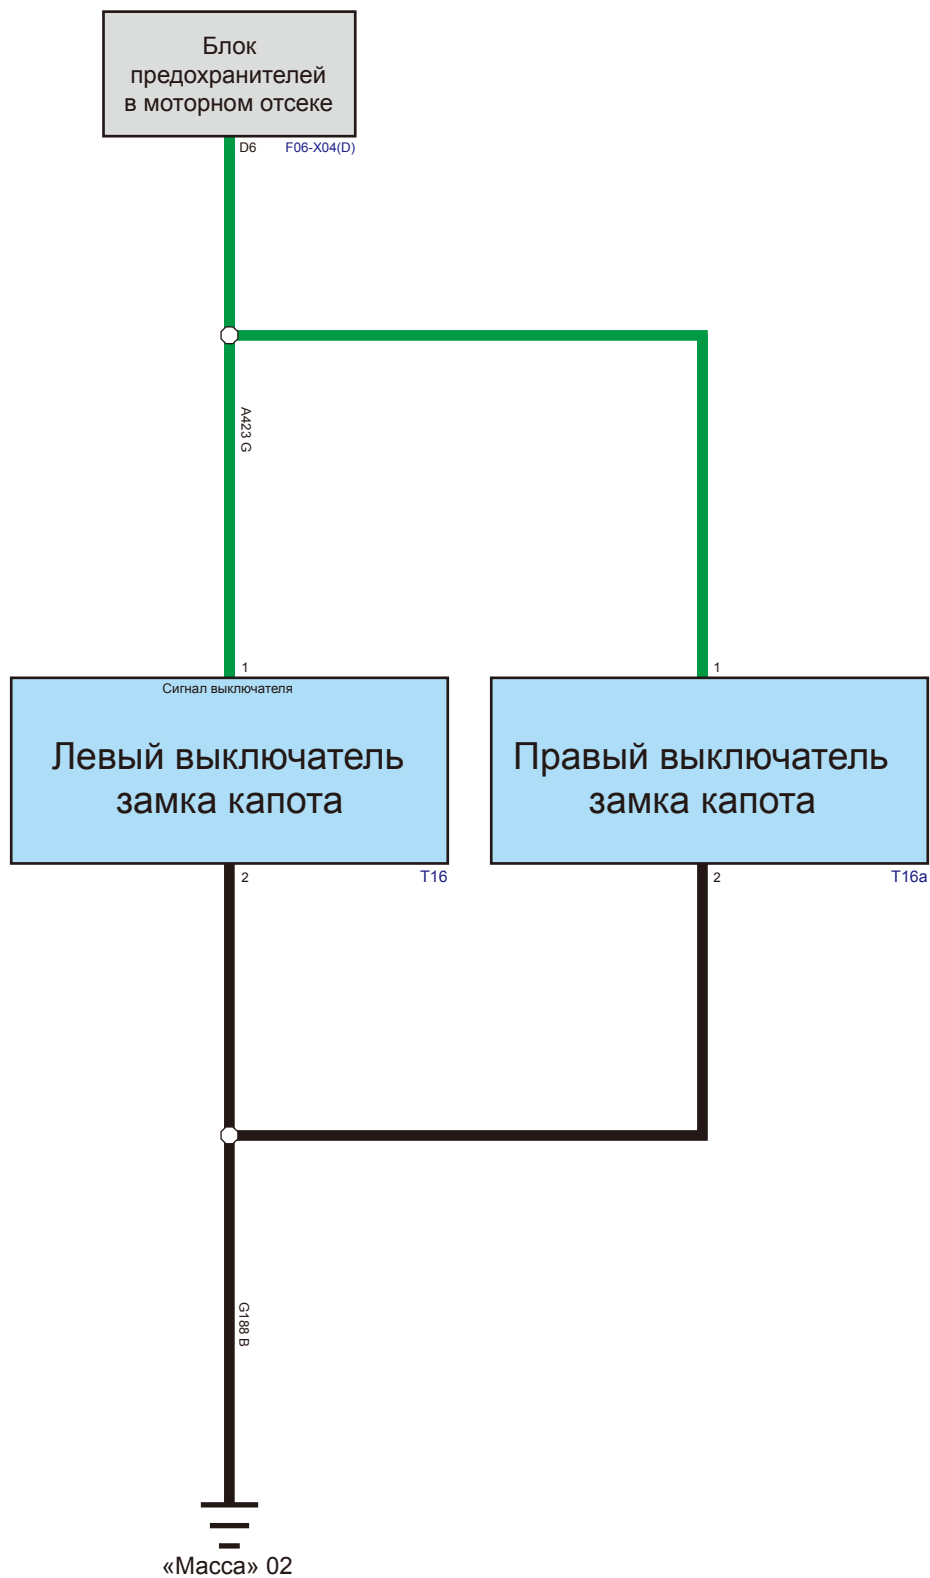 Блок
предохранителей
в моторном отсеке
D6
F06-X04(D)
A423 G
1
1
Сигнал выключателя
Левый выключатель
замка капота
Правый выключатель
замка капота
2
T16
2
T16a
G188 B
«Масса» 02